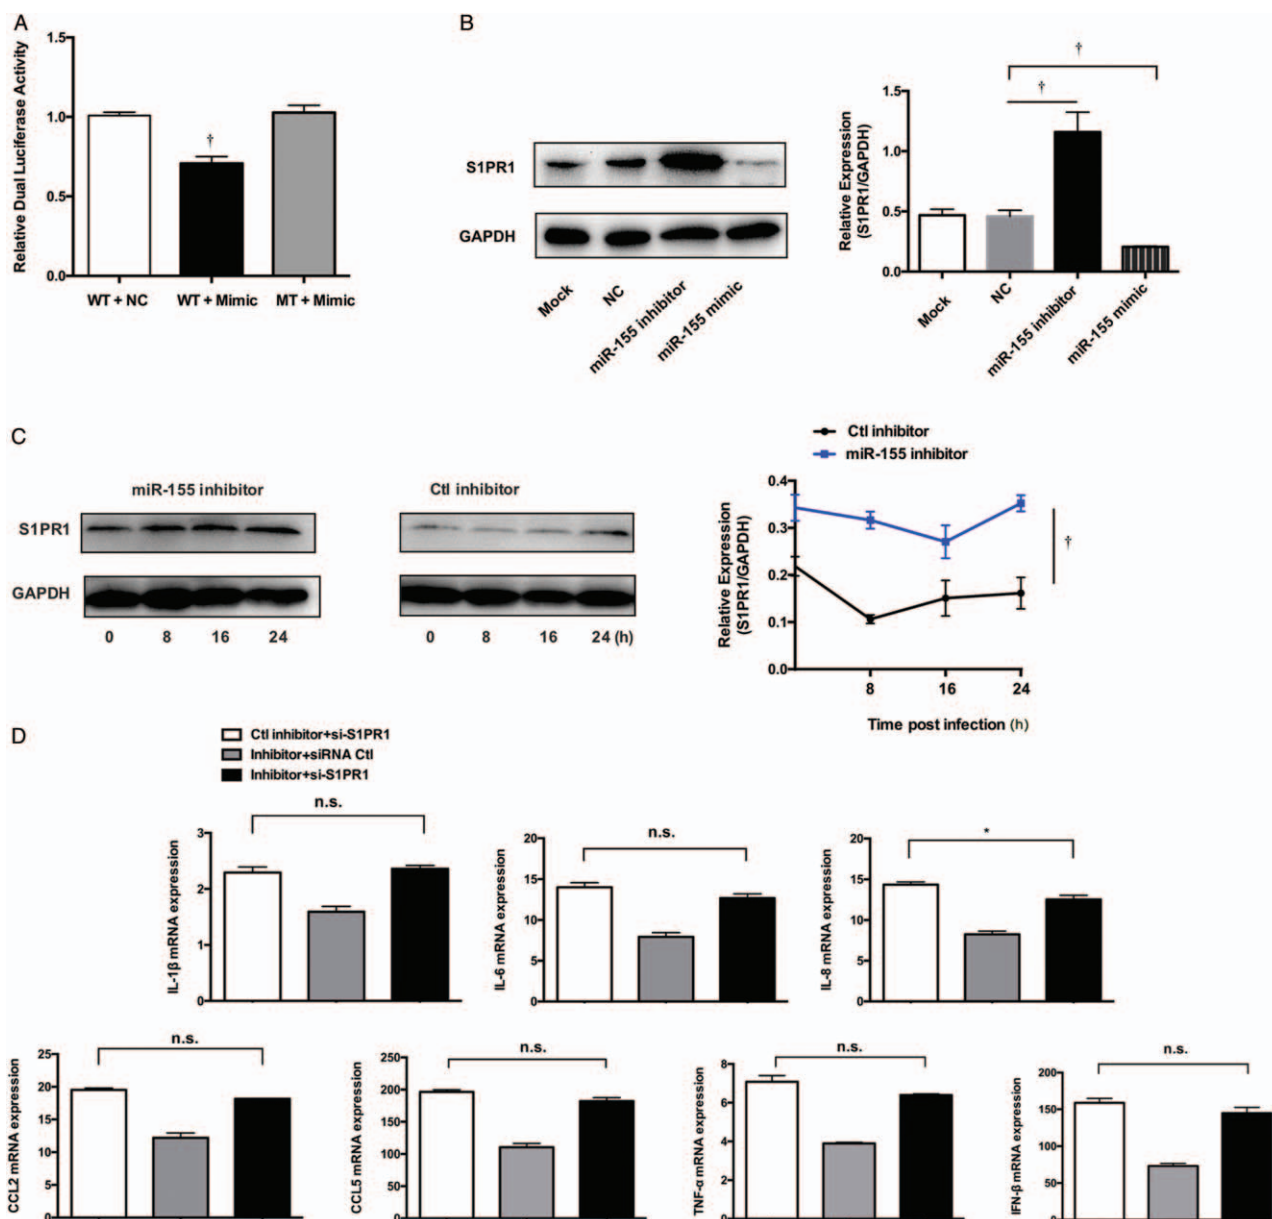 A
Relative Dual Luciferase Activity
1.5
1.0
0.5
0.0
†
WT + NC
WT + Mimic
MT + Mimic
B
S1PR1
GAPDH
Mock
NC
miR-155 inhibitor
miR-155 mimic
Relative Expression
(S1PR1/GAPDH)
1.5
1.0
0.5
0.0
†
†
Mock
NC
miR-155 inhibitor
miR-155 mimic
C
miR-155 inhibitor
Ctl inhibitor
S1PR1
GAPDH
0 8 16 24
0 8 16 24 (h)
Ctl inhibitor
miR-155 inhibitor
Relative Expression
(S1PR1/GAPDH)
0.4
0.3
0.2
0.1
0.0
†
8 16 24
Time post infection (h)
D
Ctl inhibitor+si-S1PR1
Inhibitor+siRNA Ctl
Inhibitor+si-S1PR1
IL-1β mRNA expression
3
2
1
0
n.s.
IL-6 mRNA expression
20
15
10
5
0
n.s.
IL-8 mRNA expression
20
15
10
5
0
*
CCL2 mRNA expression
25
20
15
10
5
0
n.s.
CCL5 mRNA expression
250
200
150
100
50
0
n.s.
TNF-α mRNA expression
8
6
4
2
0
n.s.
IFN-β mRNA expression
200
150
100
50
0
n.s.